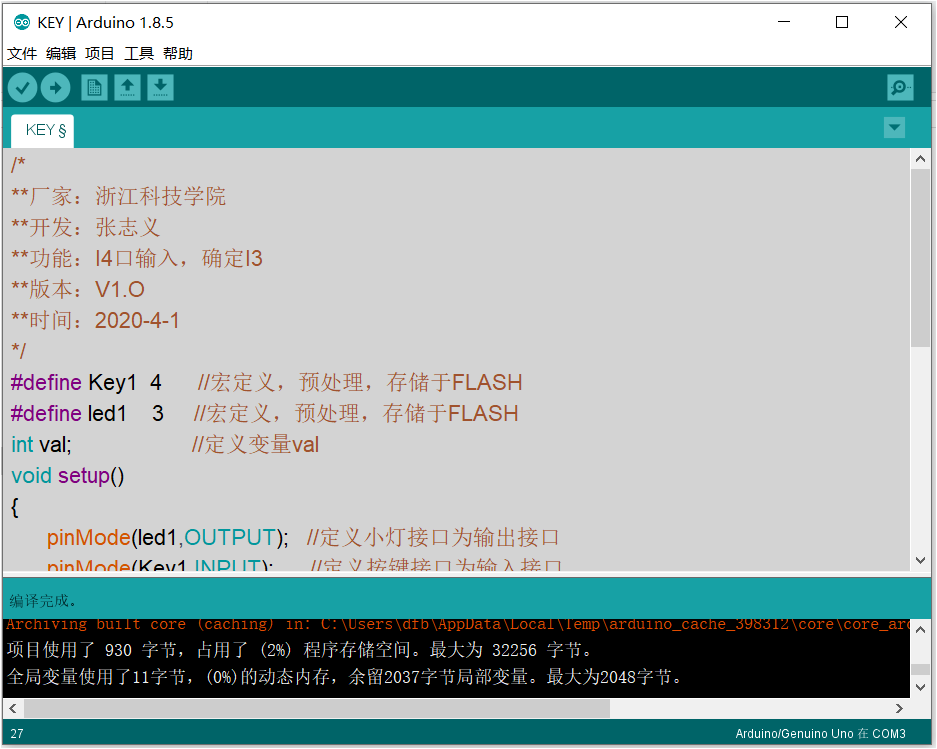 KEY | Arduino 1.8.5
文件 编辑 项目 工具 帮助
KEY §
/*
**厂家：浙江科技学院
**开发：张志义
**功能：I4口输入，确定I3
**版本：V1.O
**时间：2020-4-1
*/
#define Key1 4 //宏定义，预处理，存储于FLASH
#define led1 3 //宏定义，预处理，存储于FLASH
int val; //定义变量val
void setup()
{
pinMode(led1,OUTPUT); //定义小灯接口为输出接口
pinMode(Key1,INPUT); //定义按键接口为输入接口
编译完成。
Archiving built core (caching) in: C:\Users\dfb\AppData\Local\Temp\arduino_cache_398312\core\core_arc
项目使用了 930 字节，占用了 (2%) 程序存储空间。最大为 32256 字节。
全局变量使用了11字节，(0%)的动态内存，余留2037字节局部变量。最大为2048字节。
27
Arduino/Genuino Uno 在 COM3